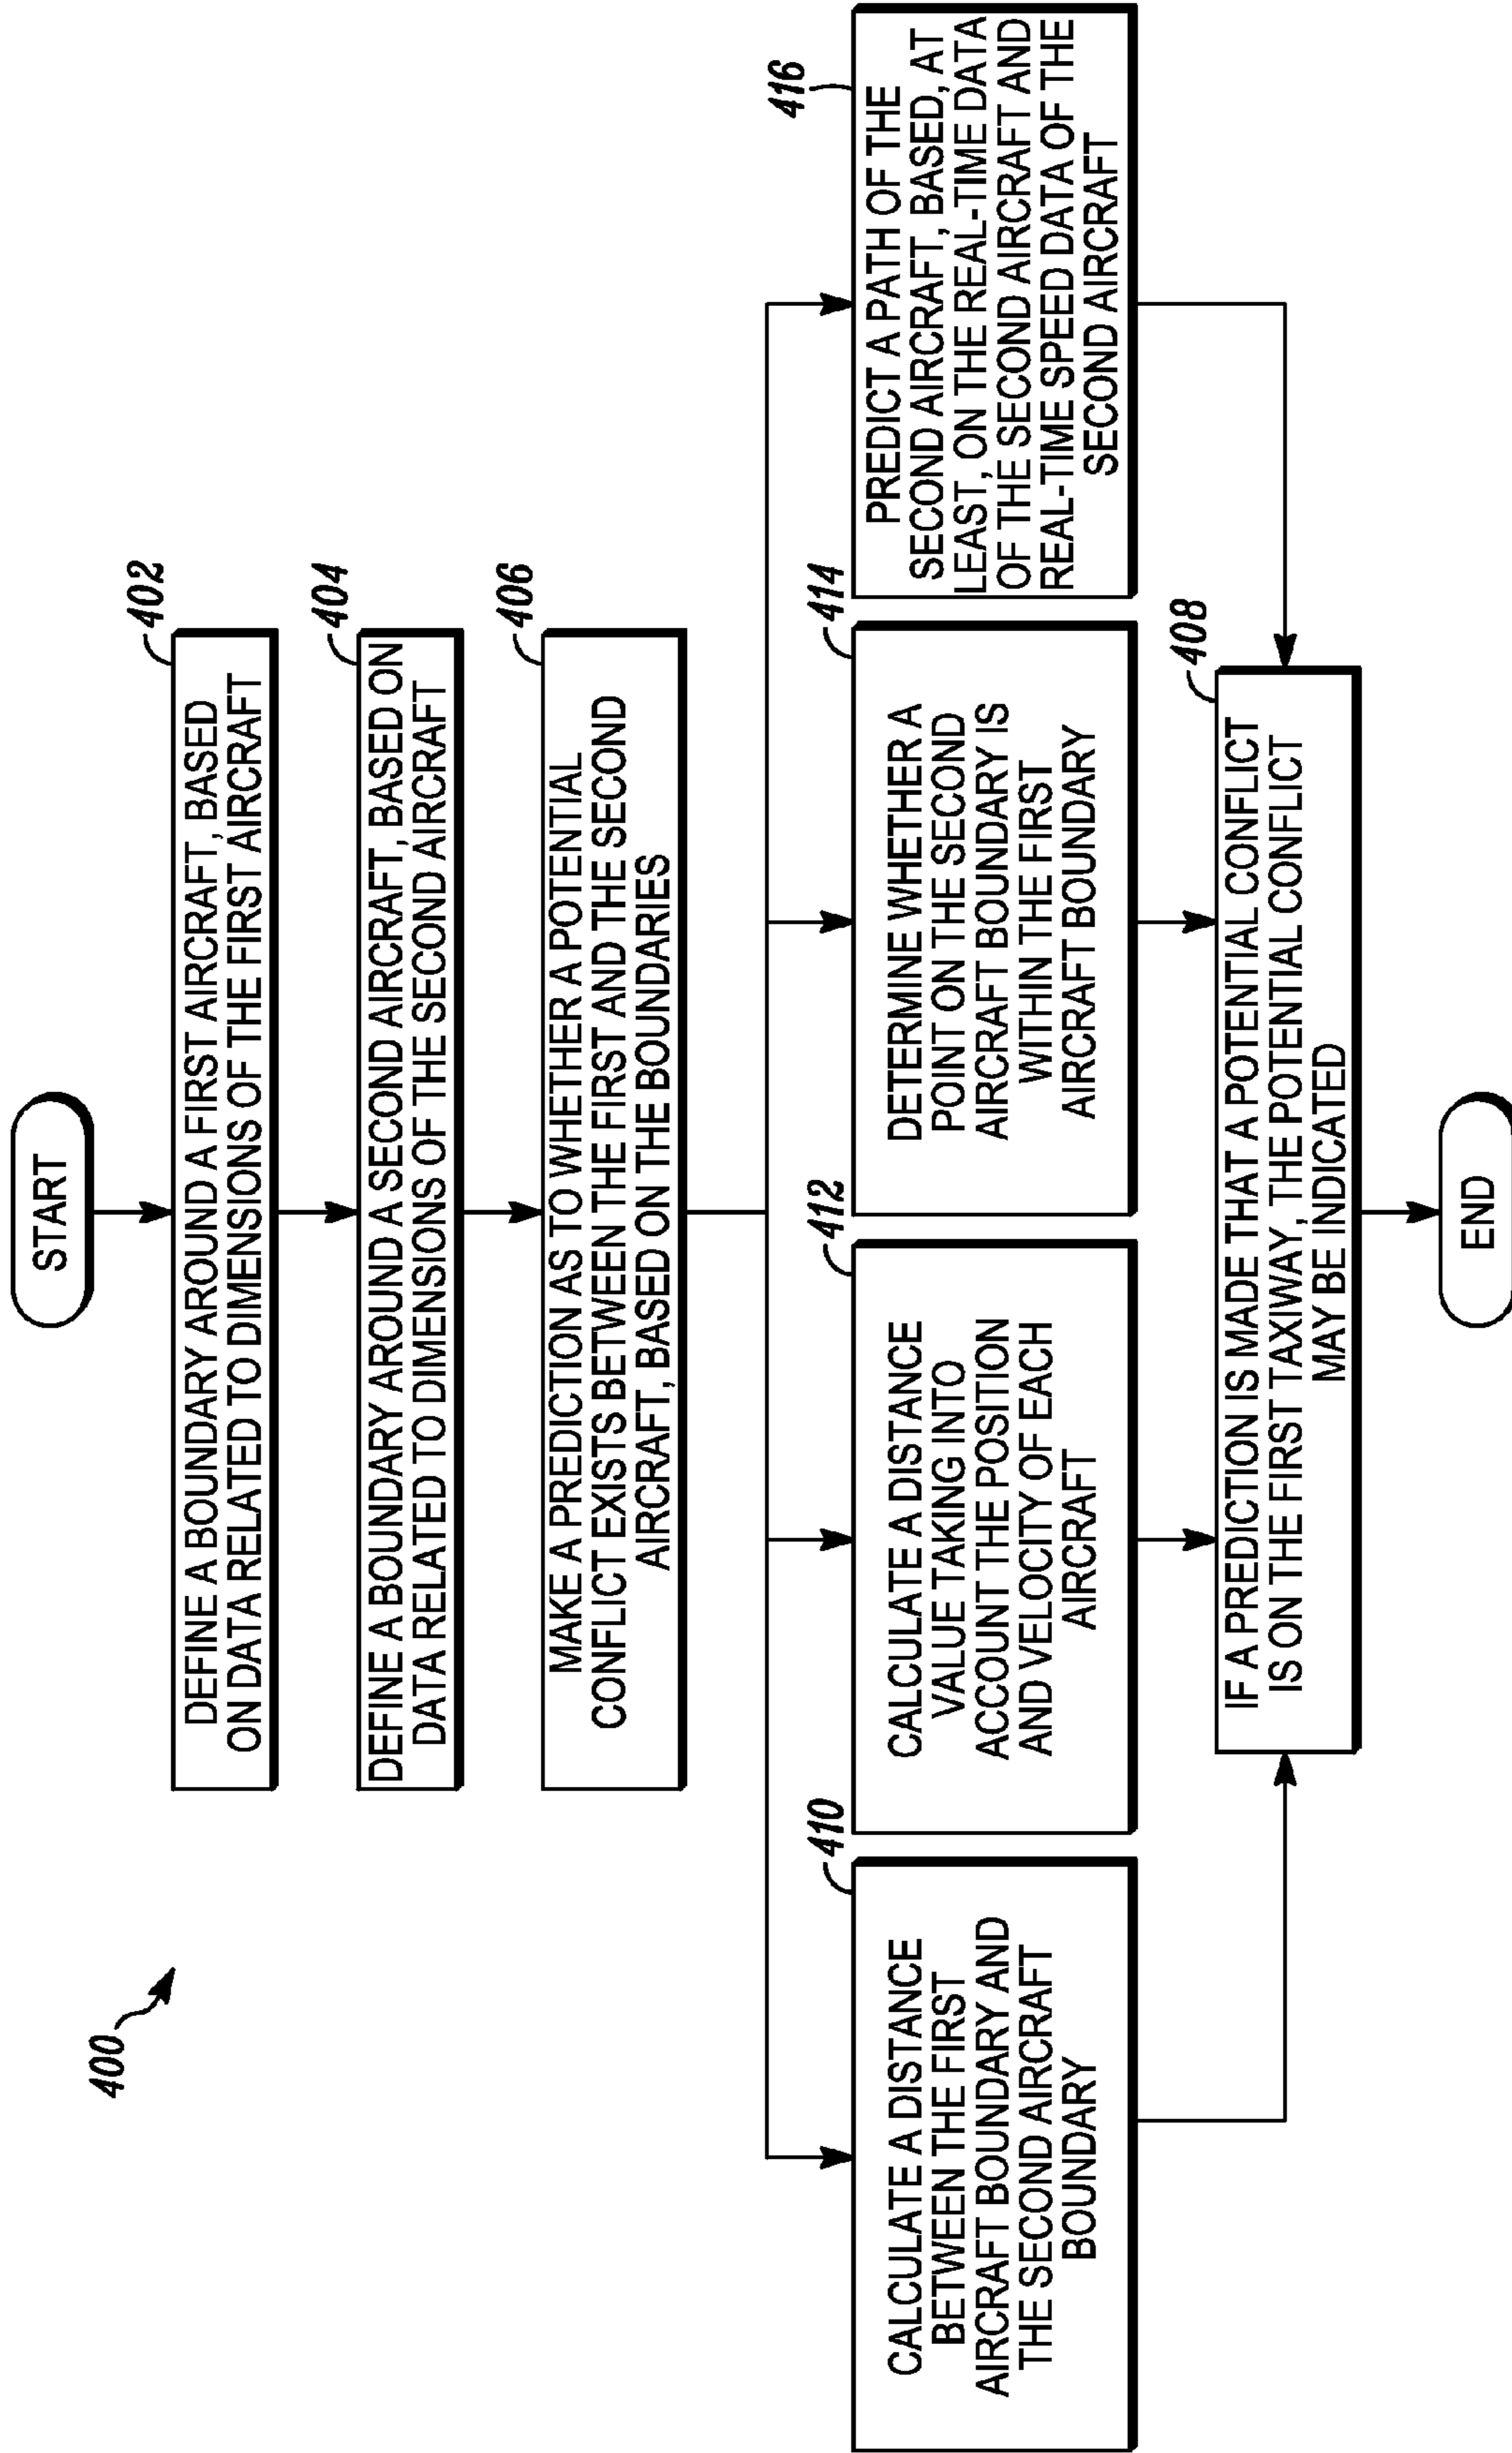 400
START
402
DEFINE A BOUNDARY AROUND A FIRST AIRCRAFT, BASED
ON DATA RELATED TO DIMENSIONS OF THE FIRST AIRCRAFT
404
DEFINE A BOUNDARY AROUND A SECOND AIRCRAFT, BASED ON
DATA RELATED TO DIMENSIONS OF THE SECOND AIRCRAFT
406
MAKE A PREDICTION AS TO WHETHER A POTENTIAL
CONFLICT EXISTS BETWEEN THE FIRST AND THE SECOND
AIRCRAFT, BASED ON THE BOUNDARIES
410
CALCULATE A DISTANCE
BETWEEN THE FIRST
AIRCRAFT BOUNDARY AND
THE SECOND AIRCRAFT
BOUNDARY
412
CALCULATE A DISTANCE
VALUE TAKING INTO
ACCOUNT THE POSITION
AND VELOCITY OF EACH
AIRCRAFT
414
DETERMINE WHETHER A
POINT ON THE SECOND
AIRCRAFT BOUNDARY IS
WITHIN THE FIRST
AIRCRAFT BOUNDARY
416
PREDICT A PATH OF THE
SECOND AIRCRAFT, BASED, AT
LEAST, ON THE REAL-TIME DATA
OF THE SECOND AIRCRAFT AND
REAL-TIME SPEED DATA OF THE
SECOND AIRCRAFT
408
IF A PREDICTION IS MADE THAT A POTENTIAL CONFLICT
IS ON THE FIRST TAXIWAY, THE POTENTIAL CONFLICT
MAY BE INDICATED
END